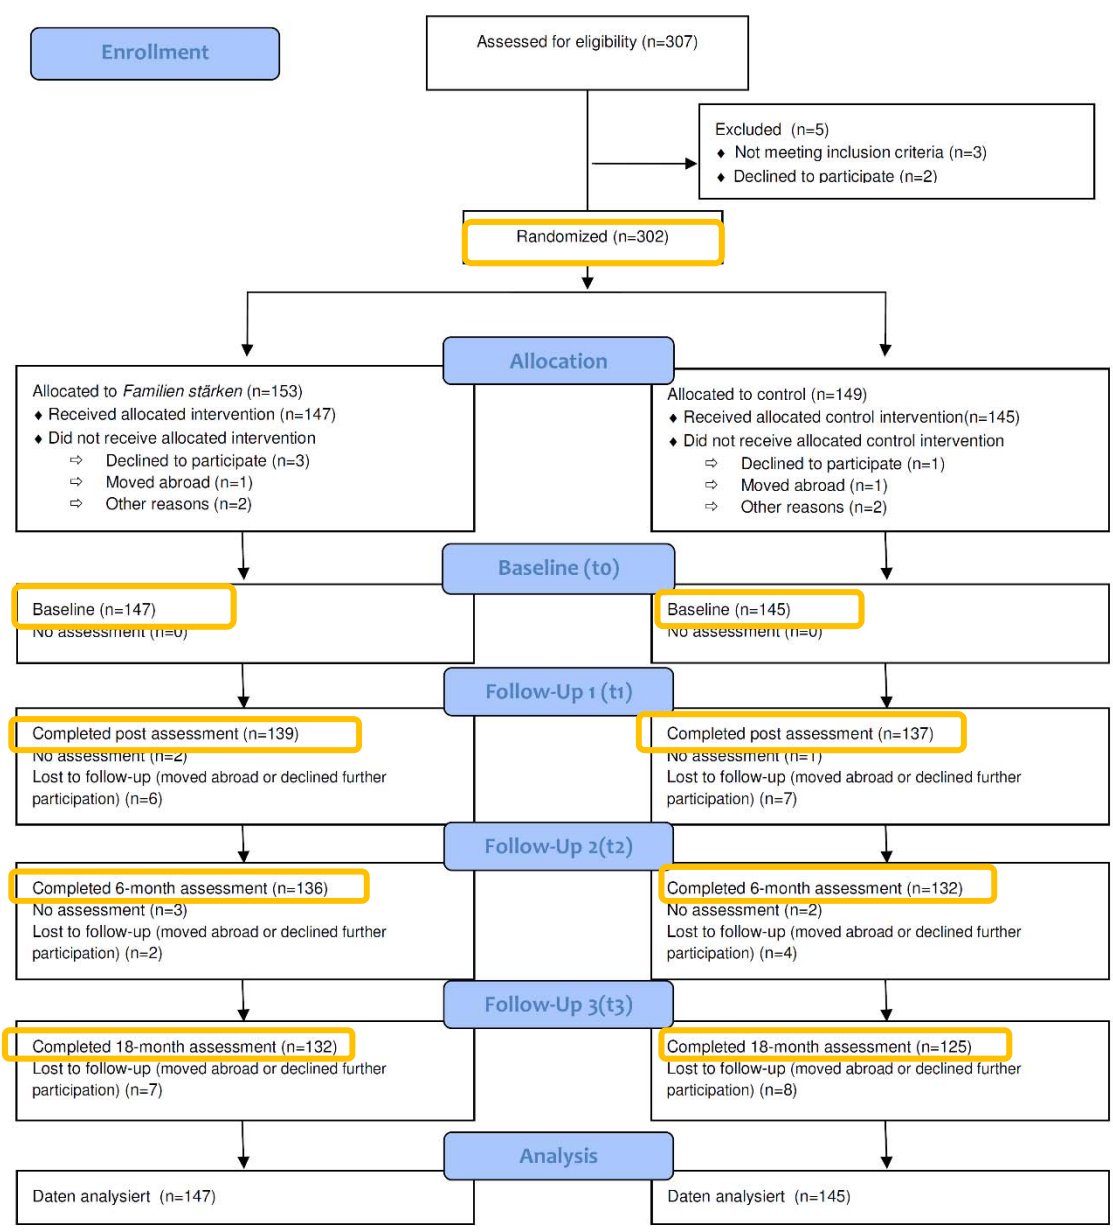 Enrollment
Assessed for eligibility (n=307)
Excluded (n=5)
♦ Not meeting inclusion criteria (n=3)
♦ Declined to participate (n=2)
Randomized (n=302)
Allocation
Allocated to Familien stärken (n=153)
♦ Received allocated intervention (n=147)
♦ Did not receive allocated intervention
⇨ Declined to participate (n=3)
⇨ Moved abroad (n=1)
⇨ Other reasons (n=2)
Allocated to control (n=149)
♦ Received allocated control intervention(n=145)
♦ Did not receive allocated control intervention
⇨ Declined to participate (n=1)
⇨ Moved abroad (n=1)
⇨ Other reasons (n=2)
Baseline (t0)
Baseline (n=147)
No assessment (n=0)
Baseline (n=145)
No assessment (n=0)
Follow-Up 1 (t1)
Completed post assessment (n=139)
No assessment (n=2)
Lost to follow-up (moved abroad or declined further
participation) (n=6)
Completed post assessment (n=137)
No assessment (n=1)
Lost to follow-up (moved abroad or declined further
participation) (n=7)
Follow-Up 2(t2)
Completed 6-month assessment (n=136)
No assessment (n=3)
Lost to follow-up (moved abroad or declined further
participation) (n=2)
Completed 6-month assessment (n=132)
No assessment (n=2)
Lost to follow-up (moved abroad or declined further
participation) (n=4)
Follow-Up 3(t3)
Completed 18-month assessment (n=132)
Lost to follow-up (moved abroad or declined further
participation) (n=7)
Completed 18-month assessment (n=125)
Lost to follow-up (moved abroad or declined further
participation) (n=8)
Analysis
Daten analysiert (n=147)
Daten analysiert (n=145)